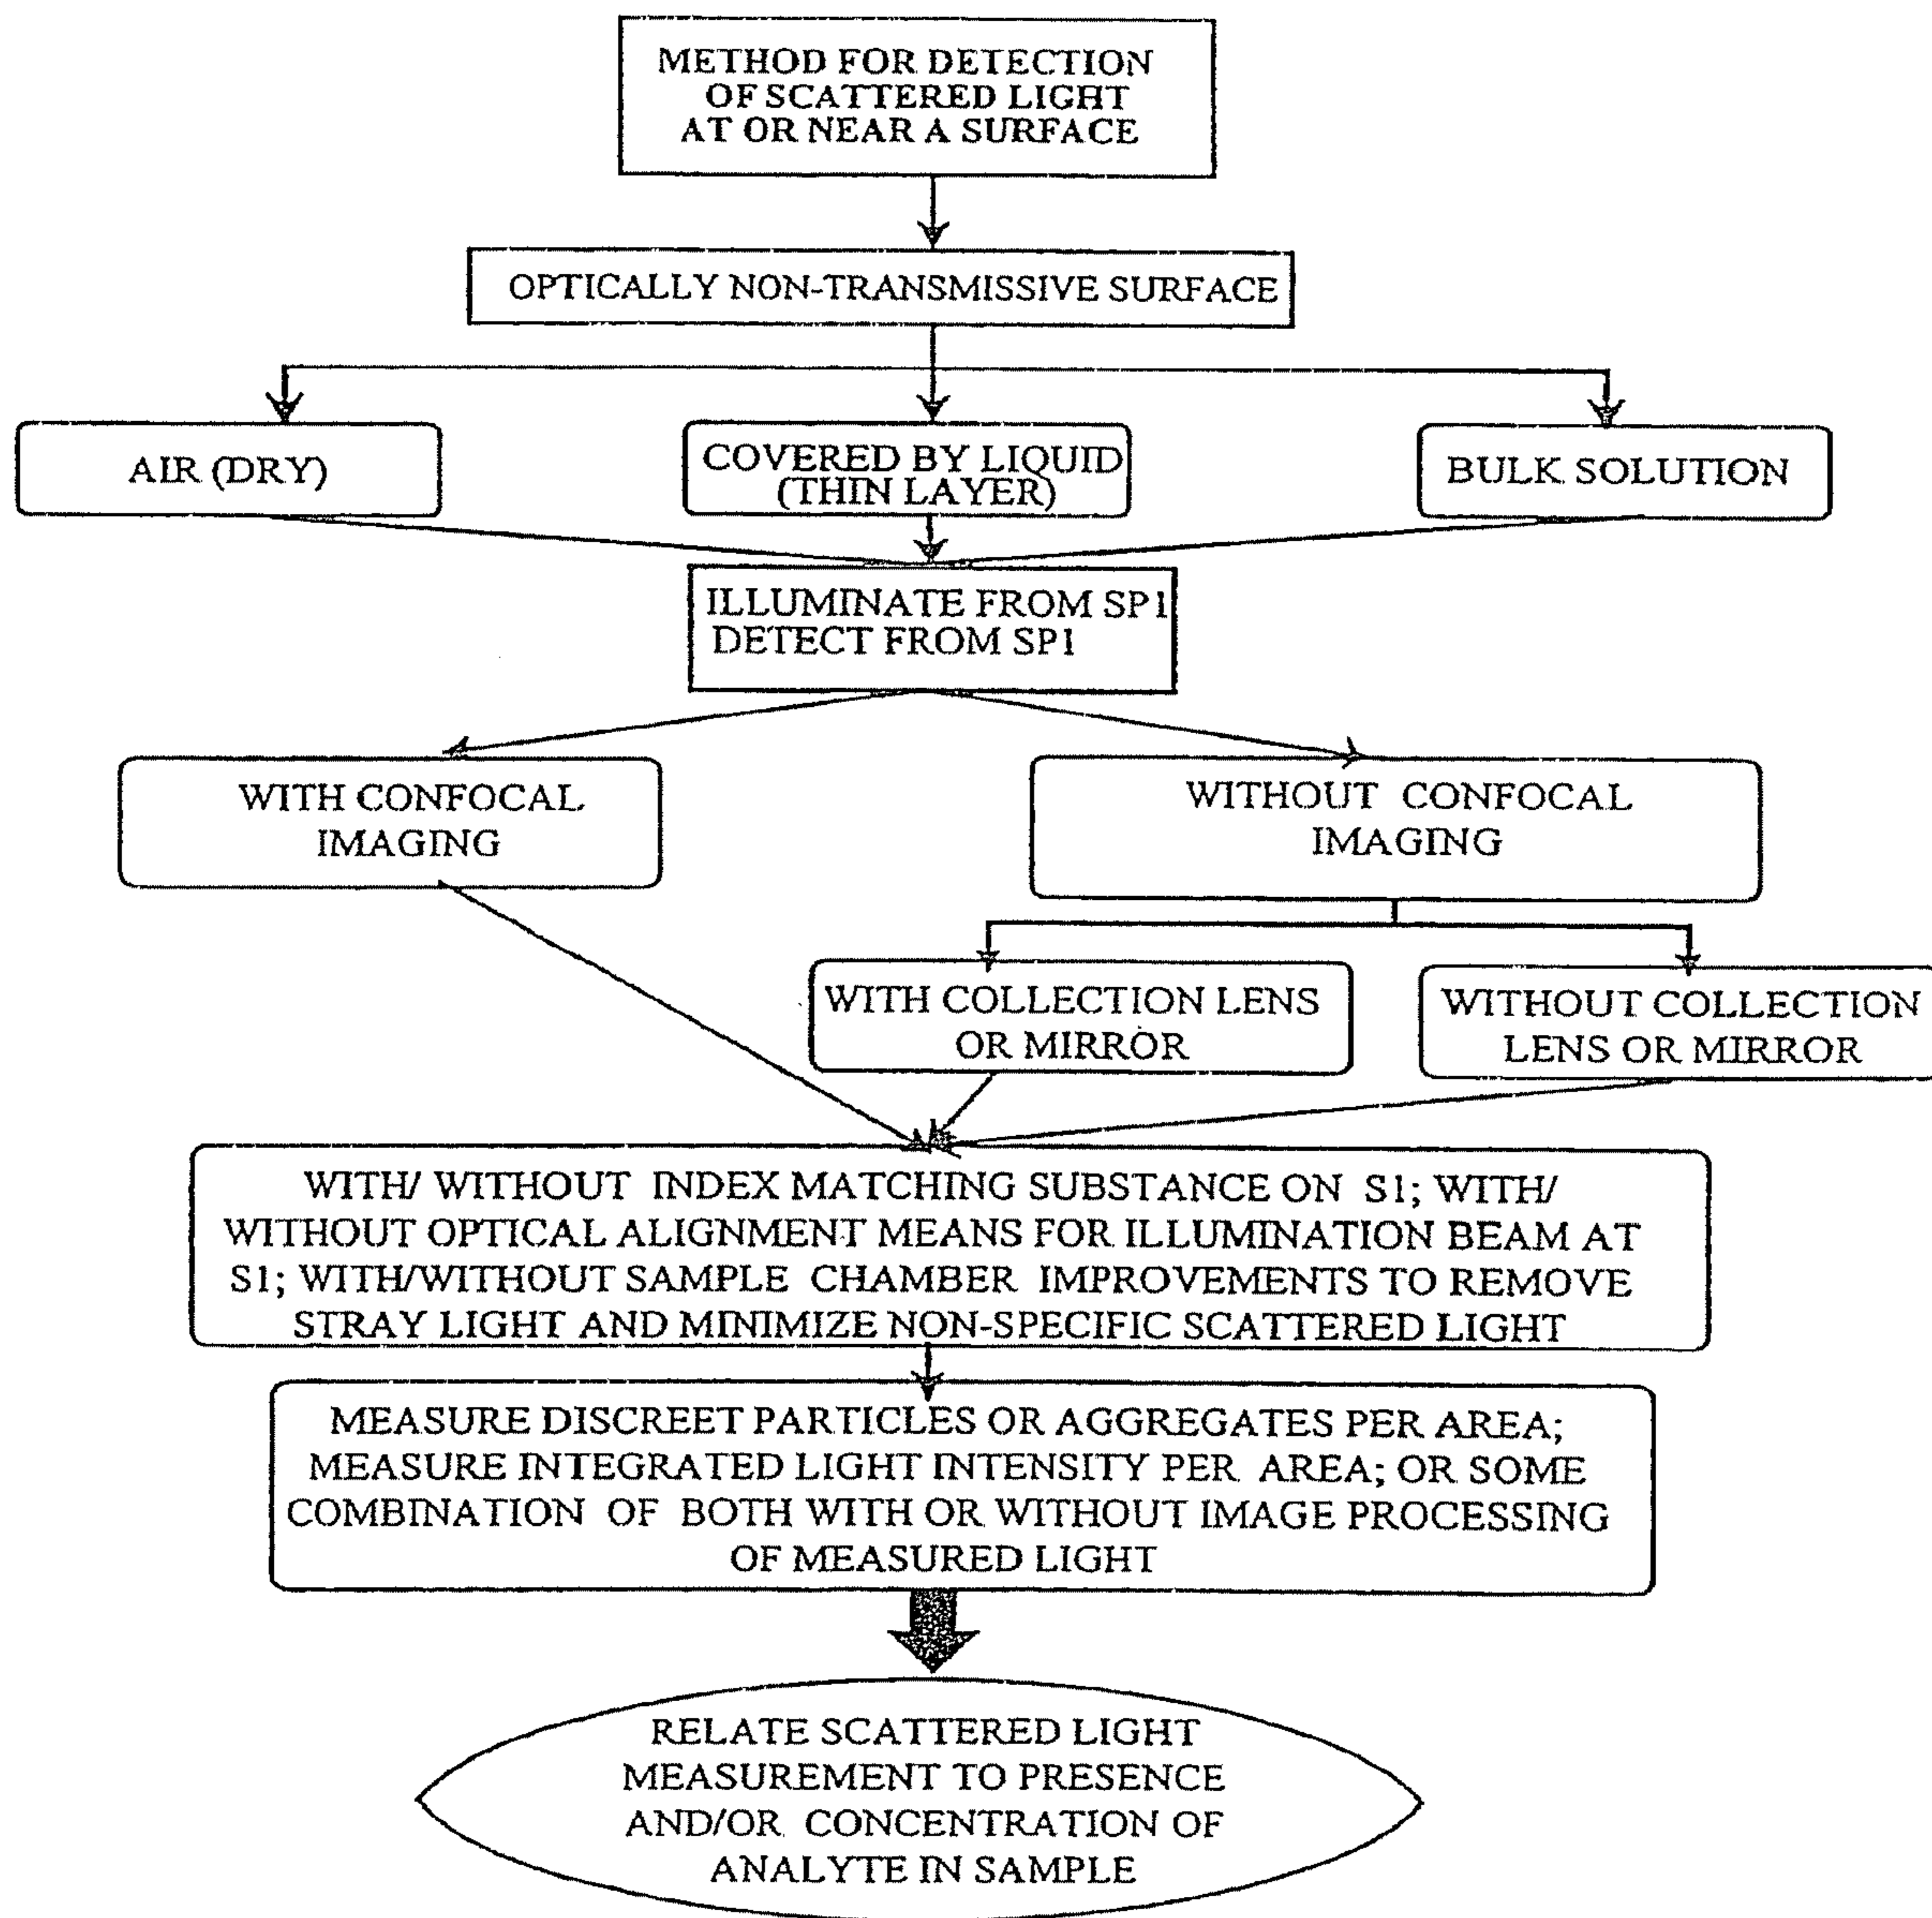 METHOD FOR DETECTION
OF SCATTERED LIGHT
AT OR NEAR A SURFACE
OPTICALLY NON-TRANSMISSIVE SURFACE
AIR (DRY)
COVERED BY LIQUID
(THIN LAYER)
BULK SOLUTION
ILLUMINATE FROM SP1
DETECT FROM SP1
WITH CONFOCAL
IMAGING
WITHOUT CONFOCAL
IMAGING
WITH COLLECTION LENS
OR MIRROR
WITHOUT COLLECTION
LENS OR MIRROR
WITH/ WITHOUT INDEX MATCHING SUBSTANCE ON S1; WITH/
WITHOUT OPTICAL ALIGNMENT MEANS FOR ILLUMINATION BEAM AT
S1; WITH/WITHOUT SAMPLE CHAMBER IMPROVEMENTS TO REMOVE
STRAY LIGHT AND MINIMIZE NON-SPECIFIC SCATTERED LIGHT
MEASURE DISCREET PARTICLES OR AGGREGATES PER AREA;
MEASURE INTEGRATED LIGHT INTENSITY PER AREA; OR SOME
COMBINATION OF BOTH WITH OR WITHOUT IMAGE PROCESSING
OF MEASURED LIGHT
RELATE SCATTERED LIGHT
MEASUREMENT TO PRESENCE
AND/OR CONCENTRATION OF
ANALYTE IN SAMPLE